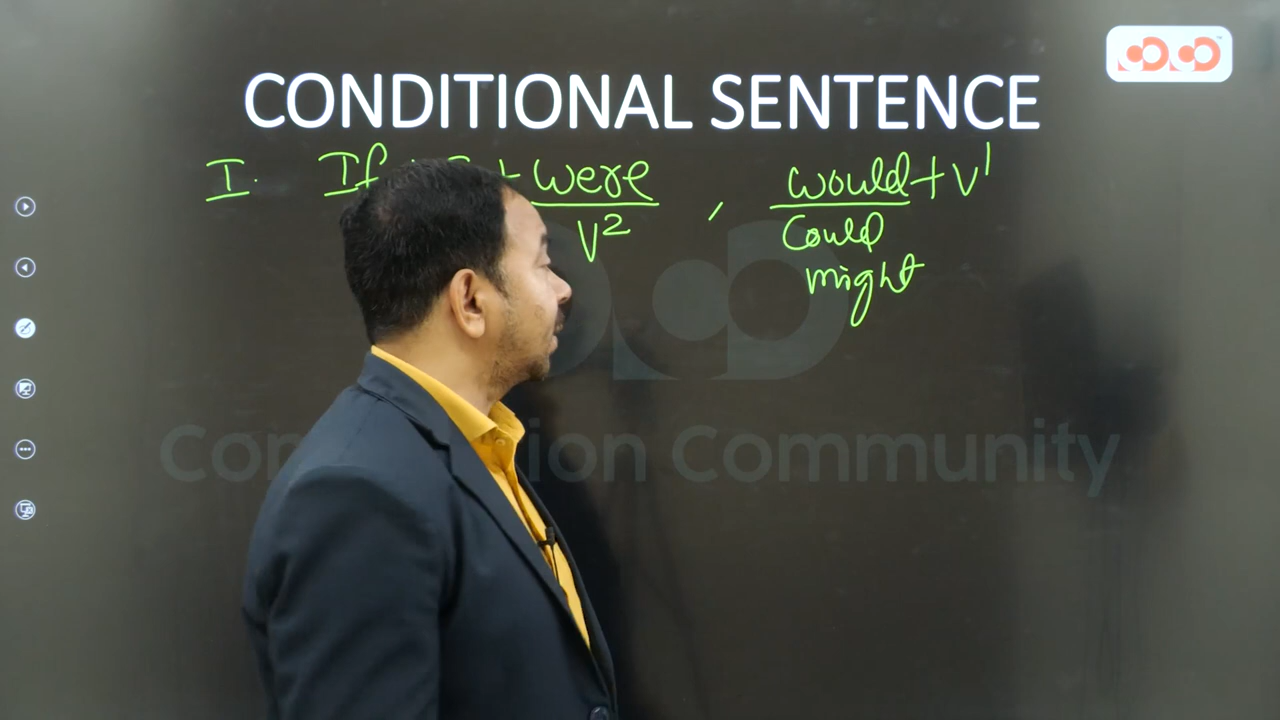 CONDITIONAL SENTENCE
I. If + were , would + V¹
V² Could
might
Community